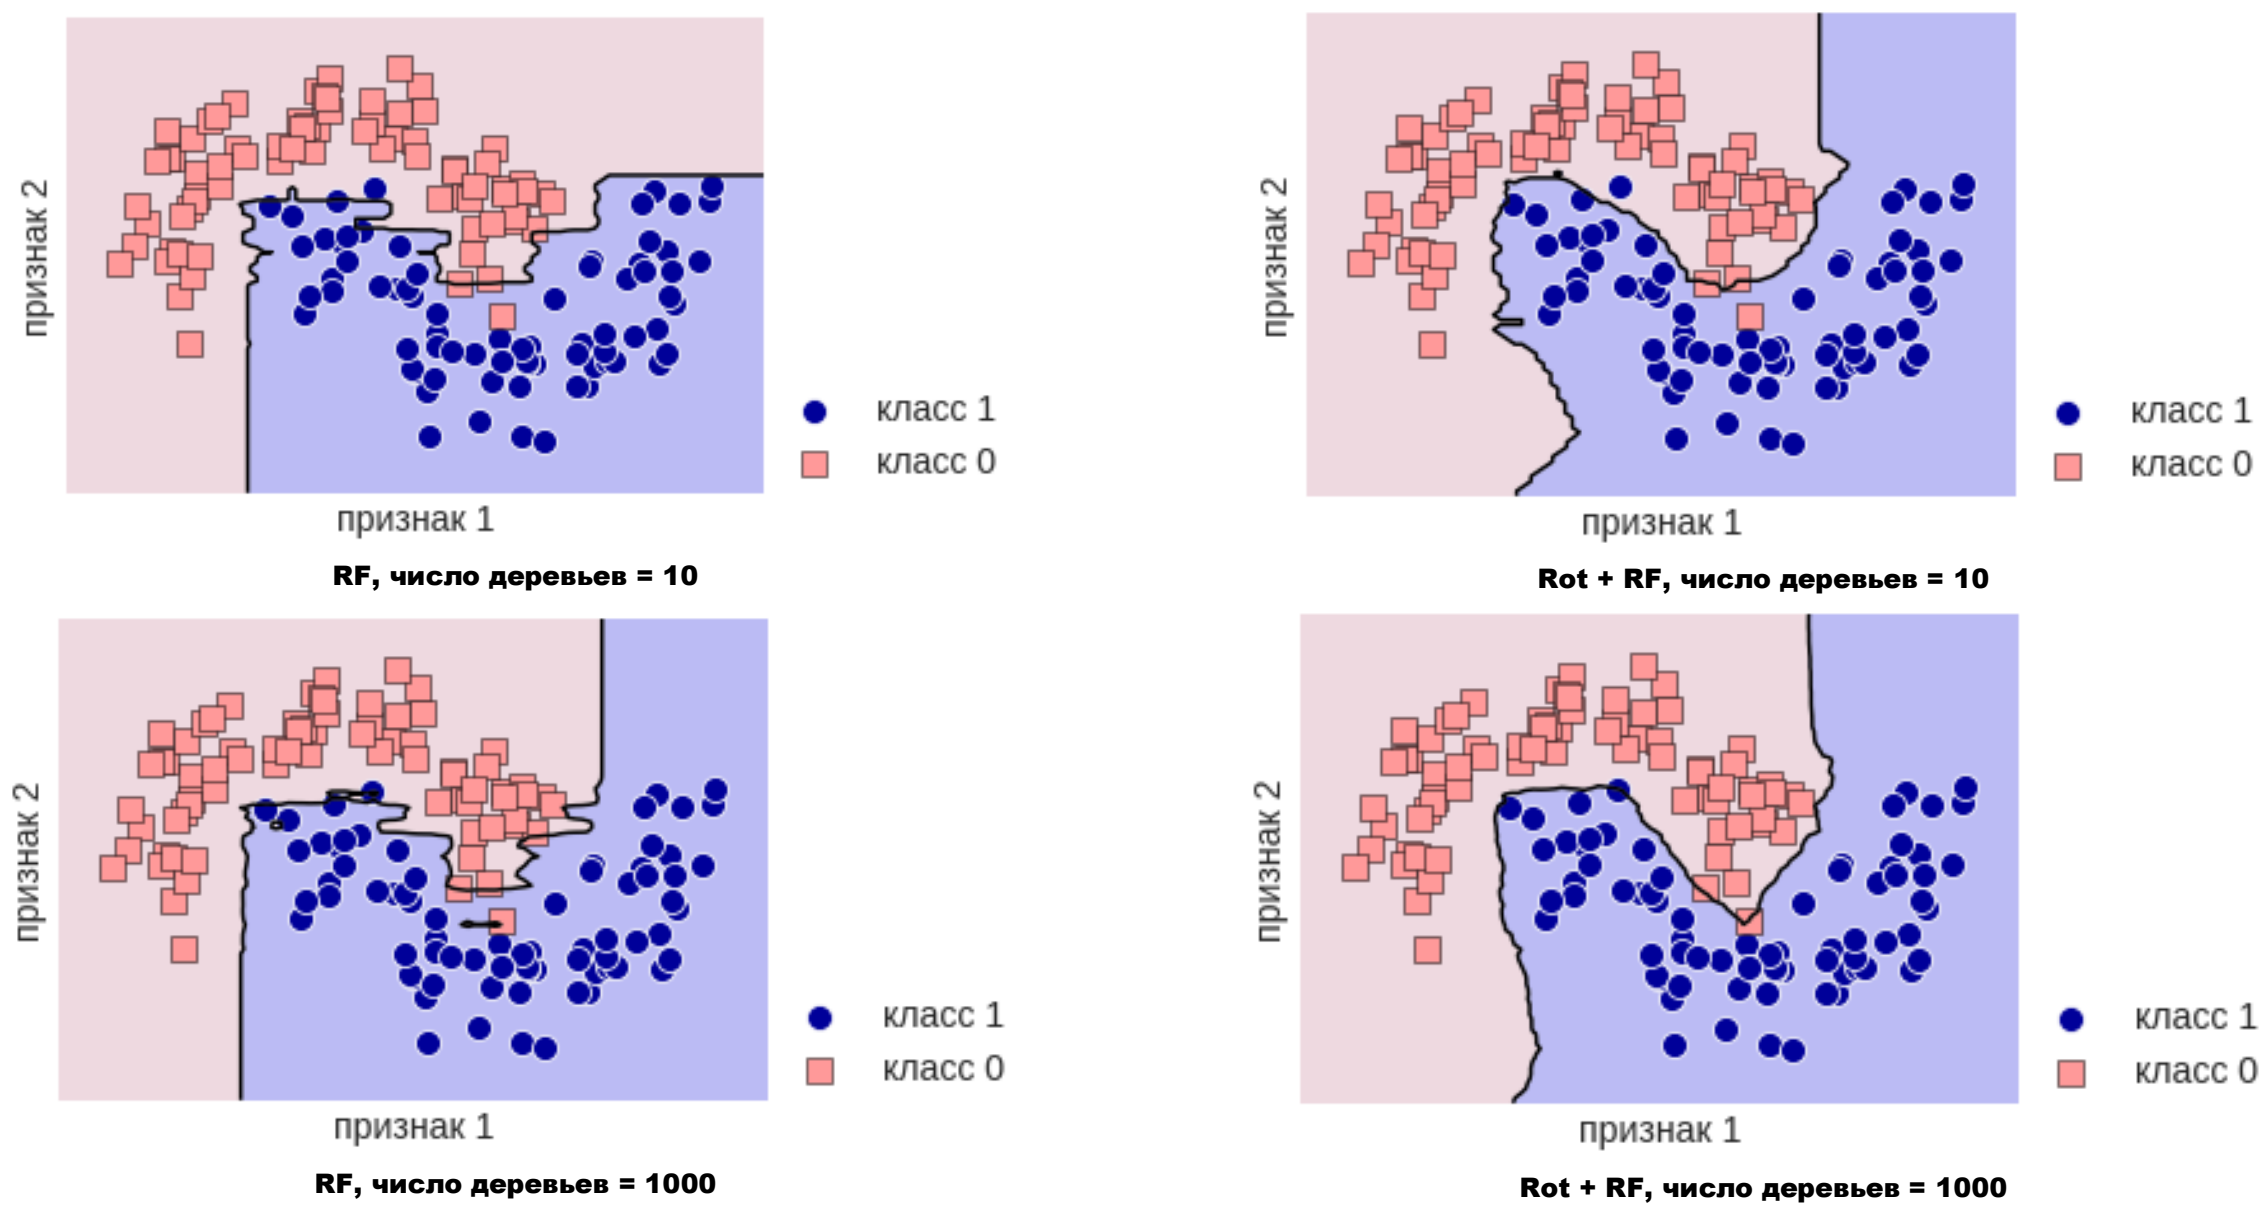 признак 2
класс 1
класс 0
признак 1
RF, число деревьев = 10
признак 2
класс 1
класс 0
признак 1
Rot + RF, число деревьев = 10
признак 2
класс 1
класс 0
признак 1
RF, число деревьев = 1000
признак 2
класс 1
класс 0
признак 1
Rot + RF, число деревьев = 1000